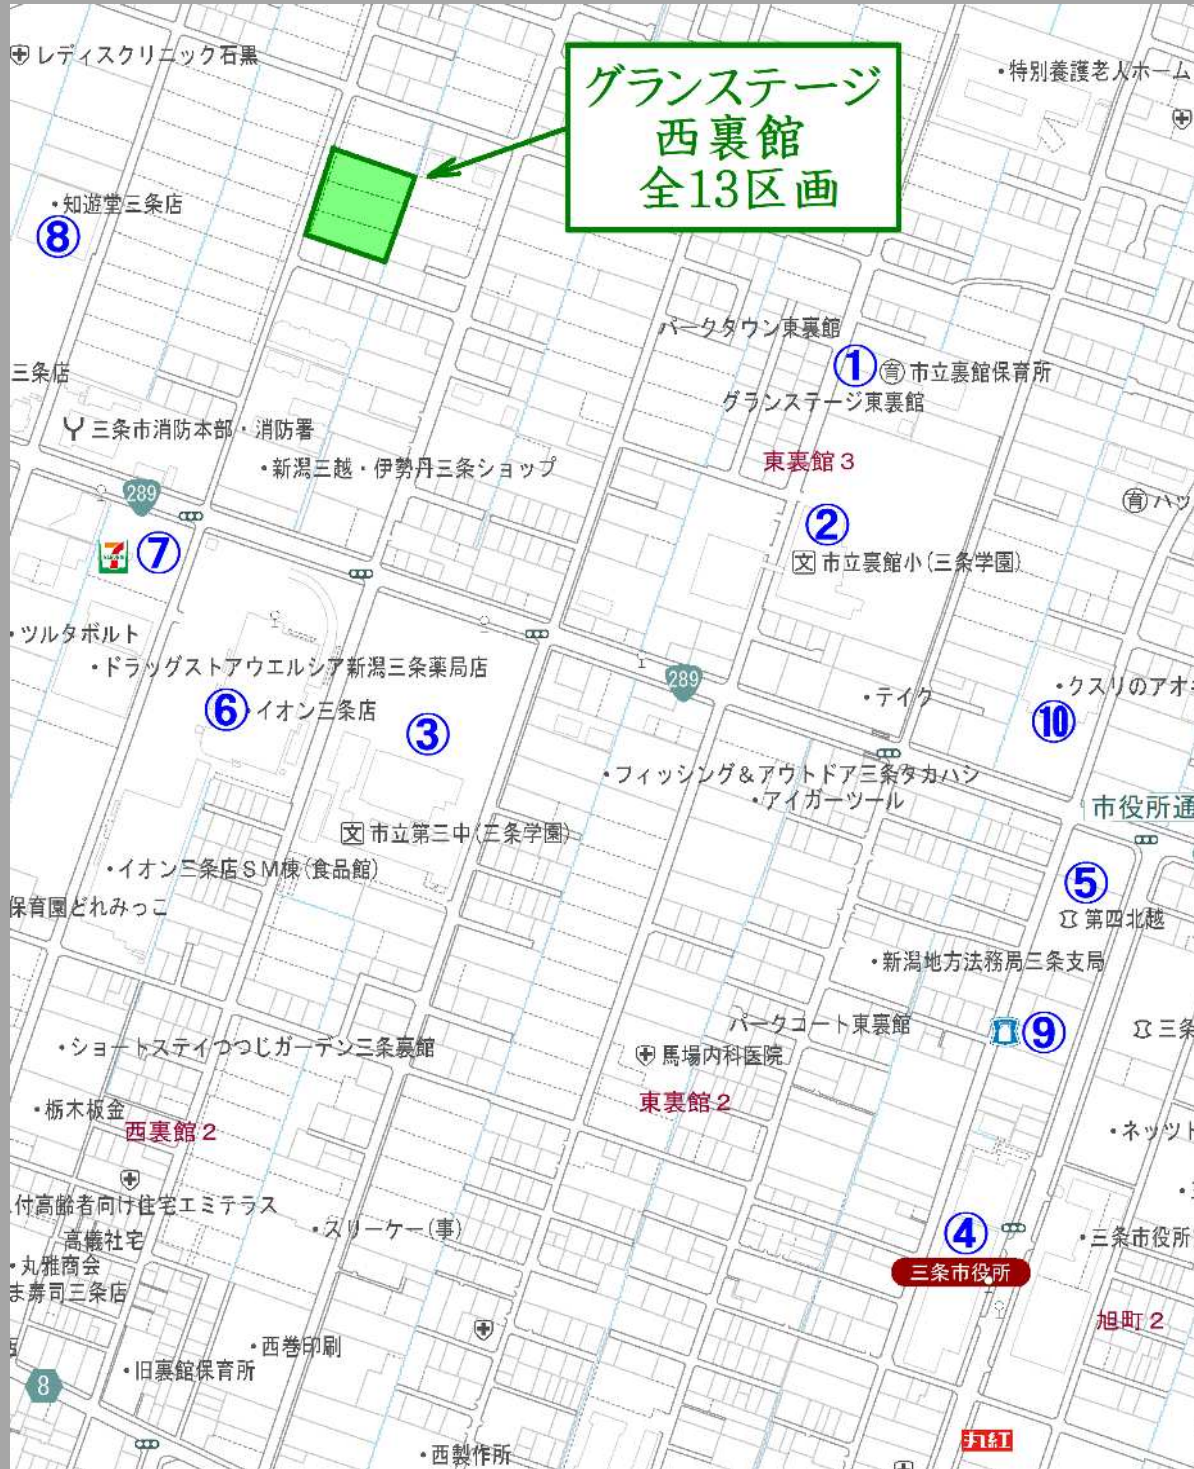 レディスクリニック石黒
グランステージ
西裏館
全13区画
・特別養護老人ホーム
・知遊堂三条店
⑧
パークタウン東裏館
①
育 市立裏館保育所
グランステージ東裏館
三条店
三条市消防本部・消防署
・新潟三越・伊勢丹三条ショップ
東裏館3
289
②
育 ハッ
⑦
文 市立裏館小(三条学園)
・ツルタボルト
・ドラッグストアウエルシア新潟三条薬局店
289
⑥
・イオン三条店
③
・テイク
・クスリのアオ
⑩
・フィッシング&アウトドア三条タカハシ
・アイガーツール
市役所通
文 市立第三中(三条学園)
・イオン三条店SM棟(食品館)
⑤
保育園どれみっこ
第四北越
・新潟地方法務局三条支局
パークコート東裏館
⑨
三条
・ショートステイつつじガーデン三条裏館
馬場内科医院
・栃木板金
東裏館2
西裏館2
・ネッツト
付高齢者向け住宅エミテラス
・スリーケー(事)
高儀社宅
④
・三条市役所
・丸雅商会
三条市役所
ま寿司三条店
旭町2
・西巻印刷
・旧裏館保育所
8
・西製作所